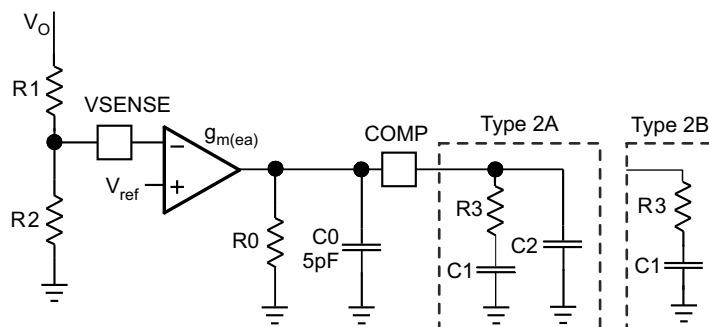 VO
R1
VSENSE
gm(ea)
COMP
Type 2A
Type 2B
−
Vref
+
R2
R0
C0
5pF
R3
C1
C2
R3
C1